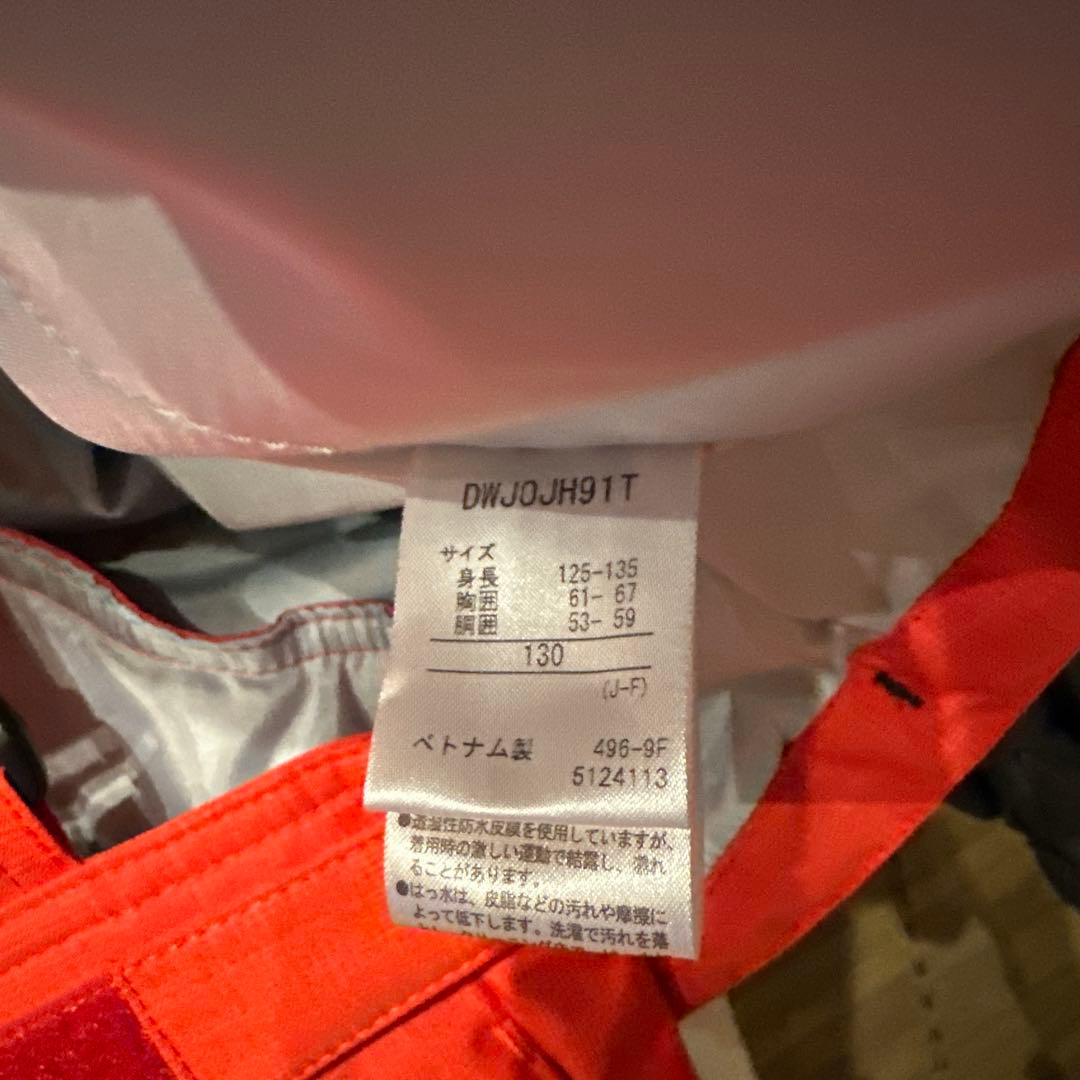 DWJOJH91T
サイズ
身長 125-135
胸囲 61- 67
胴囲 53- 59
130
(J-F)
ベトナム製 496-9F
5124113
●透湿性防水皮膜を使用していますが、
着用時の激しい運動で結露し、濡れ
ることがあります。
●はっ水は、皮脂などの汚れや摩擦に
よって低下します。洗濯で汚れを落